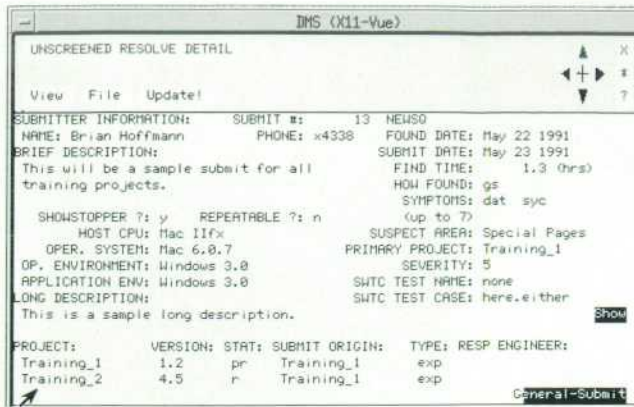 DMS (X11-Vue)
UNSCREENED RESOLVE DETAIL
X
*
View File Update! ?
SUBMITTER INFORMATION: SUBMIT #: 13 NEWSQ
NAME: Brian Hoffmann PHONE: x4338 FOUND DATE: May 22 1991
BRIEF DESCRIPTION: SUBMIT DATE: May 23 1991
This will be a sample submit for all FIND TIME: 1.3 (hrs)
training projects. HOW FOUND: gs
SYMPTOMS: dat syc
SHOWSTOPPER ?: y REPEATABLE ?: n (up to 7)
HOST CPU: Mac IIfx SUSPECT AREA: Special Pages
OPER. SYSTEM: Mac 6.0.7 PRIMARY PROJECT: Training_1
OP. ENVIRONMENT: Windows 3.0 SEVERITY: 5
APPLICATION ENV: Windows 3.0 SWTC TEST NAME: none
LONG DESCRIPTION: SWTC TEST CASE: here.either
This is a sample long description. Show
PROJECT: VERSION: STAT: SUBMIT ORIGIN: TYPE: RESP ENGINEER:
Training_1 1.2 pr Training_1 exp
Training_2 4.5 r Training_1 exp
General-Submit